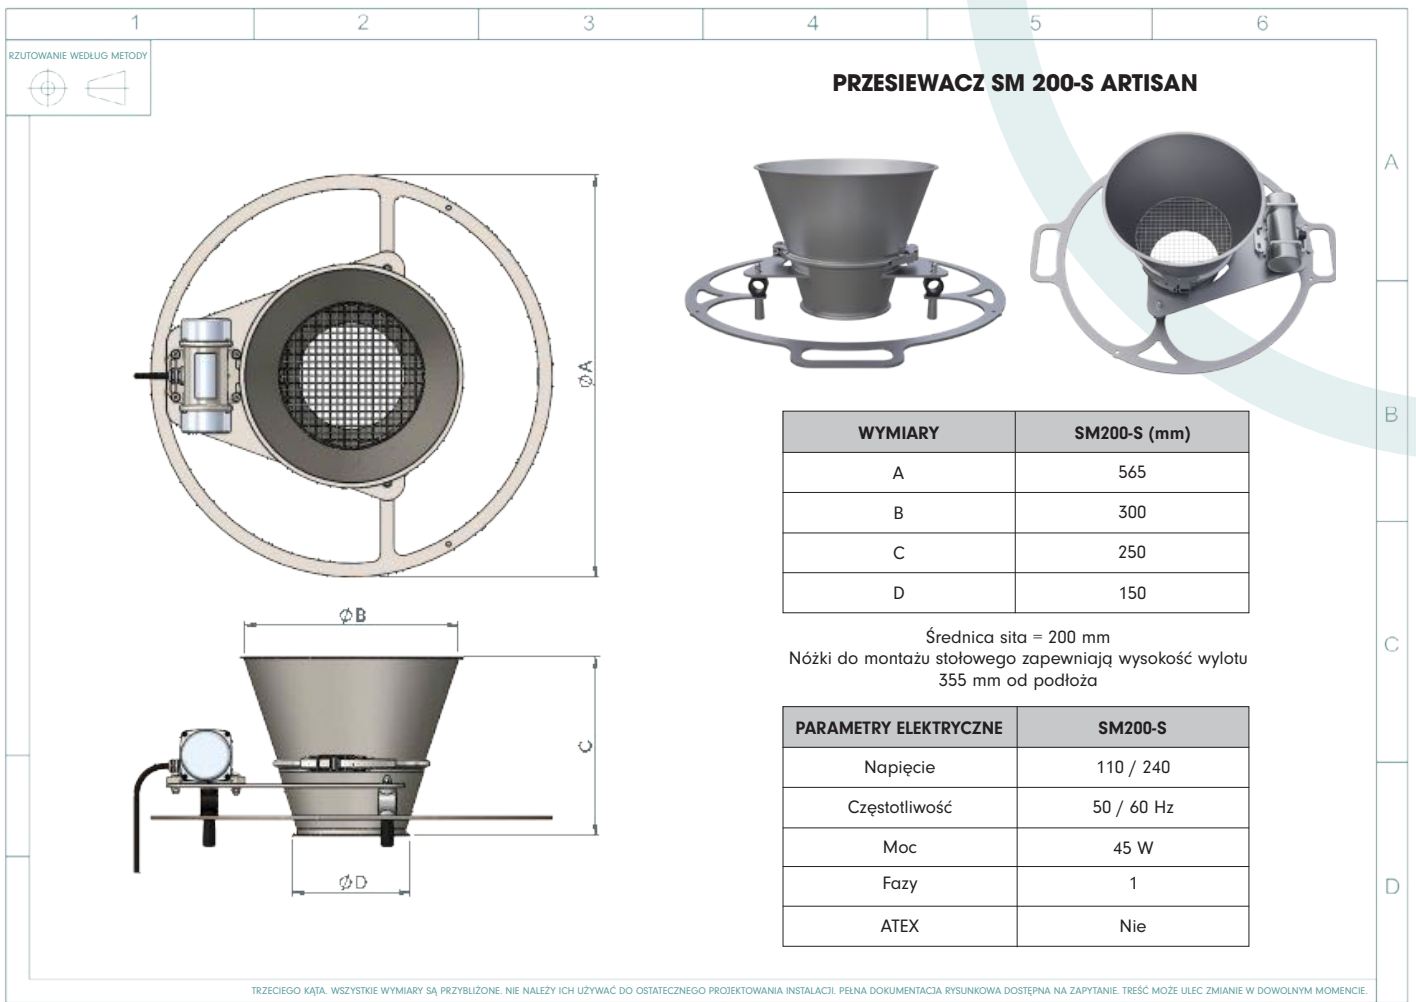 1 2 3 4 5 6
RZUTOWANIE WEDŁUG METODY
PRZESIEWACZ SM 200-S ARTISAN
A
B
C
D
ØA
ØB
C
ØD
WYMIARY SM200-S (mm)
A 565
B 300
C 250
D 150
Średnica sita = 200 mm
Nóżki do montażu stołowego zapewniają wysokość wylotu
355 mm od podłoża
PARAMETRY ELEKTRYCZNE SM200-S
Napięcie 110 / 240
Częstotliwość 50 / 60 Hz
Moc 45 W
Fazy 1
ATEX Nie
TRZECIEGO KĄTA. WSZYSTKIE WYMIARY SĄ PRZYBLIŻONE. NIE NALEŻY ICH UŻYWAĆ DO OSTATECZNEGO PROJEKTOWANIA INSTALACJI. PEŁNA DOKUMENTACJA RYSUNKOWA DOSTĘPNA NA ZAPYTANIE. TREŚĆ MOŻE ULEC ZMIANIE W DOWOLNYM MOMENCIE.